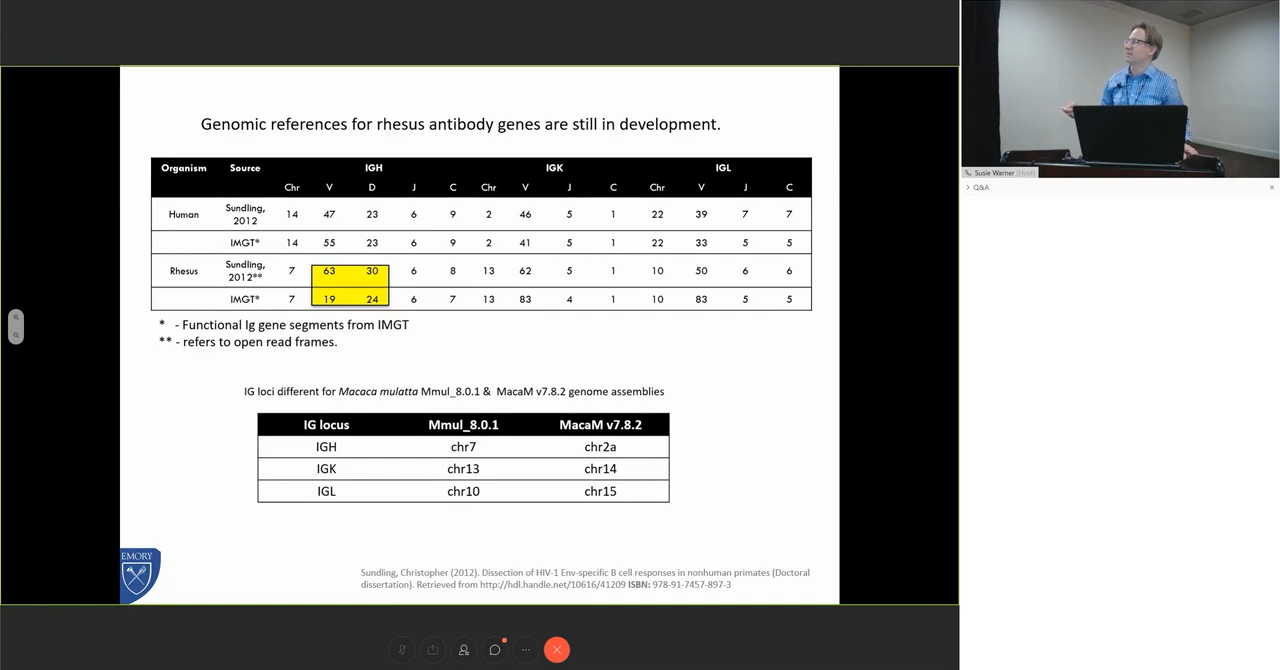 Genomic references for rhesus antibody genes are still in development.
Organism Source IGH IGK IGL
Chr V D J C Chr V J C Chr V J C
Human Sundling, 2012 14 47 23 6 9 2 46 5 1 22 39 7 7
IMGT* 14 55 23 6 9 2 41 5 1 22 33 5 5
Rhesus Sundling, 2012** 7 63 30 6 8 13 62 5 1 10 50 6 6
IMGT* 7 19 24 6 7 13 83 4 1 10 83 5 5
* - Functional Ig gene segments from IMGT
** - refers to open read frames.
IG loci different for Macaca mulatta Mmul_8.0.1 & MacaM v7.8.2 genome assemblies
IG locus Mmul_8.0.1 MacaM v7.8.2
IGH chr7 chr2a
IGK chr13 chr14
IGL chr10 chr15
EMORY
Sundling, Christopher (2012). Dissection of HIV-1 Env-specific B cell responses in nonhuman primates (Doctoral
dissertation). Retrieved from http://hdl.handle.net/10616/41209 ISBN: 978-91-7457-897-3
Susie Warner (Host)
Q&A